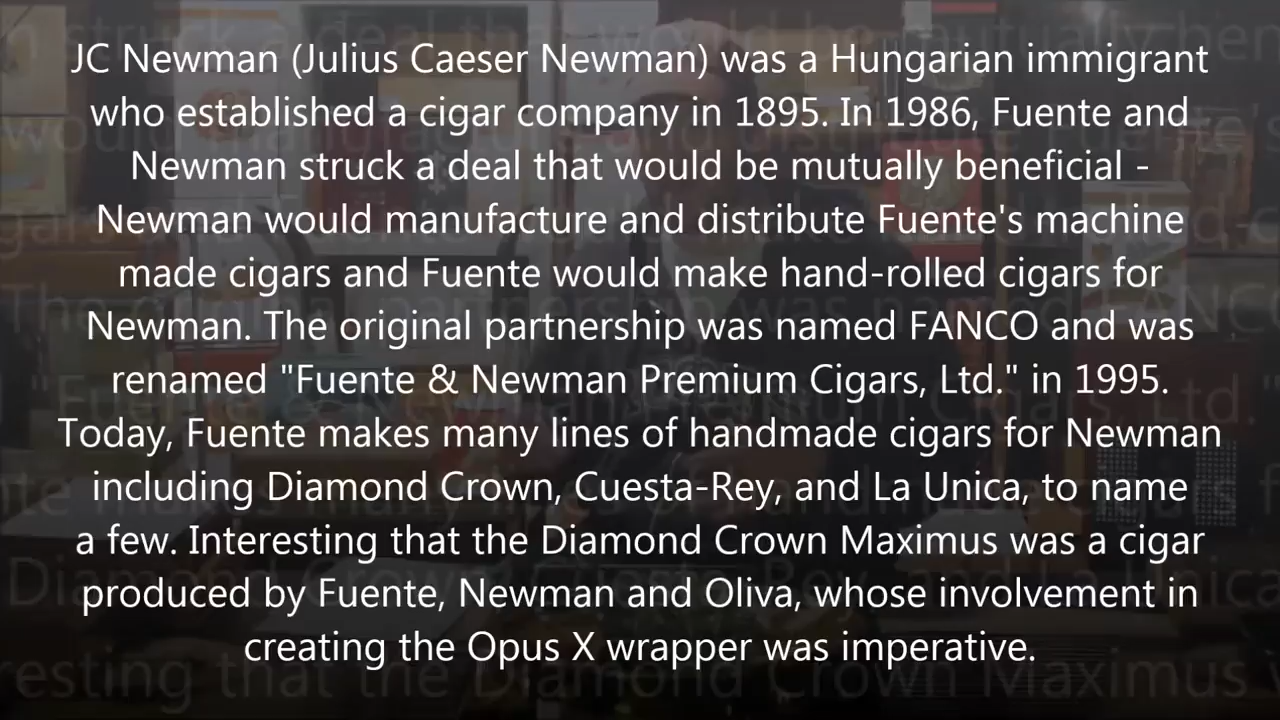 JC Newman (Julius Caeser Newman) was a Hungarian immigrant
who established a cigar company in 1895. In 1986, Fuente and
Newman struck a deal that would be mutually beneficial -
Newman would manufacture and distribute Fuente's machine
made cigars and Fuente would make hand-rolled cigars for
Newman. The original partnership was named FANCO and was
renamed "Fuente & Newman Premium Cigars, Ltd." in 1995.
Today, Fuente makes many lines of handmade cigars for Newman
including Diamond Crown, Cuesta-Rey, and La Unica, to name
a few. Interesting that the Diamond Crown Maximus was a cigar
produced by Fuente, Newman and Oliva, whose involvement in
creating the Opus X wrapper was imperative.